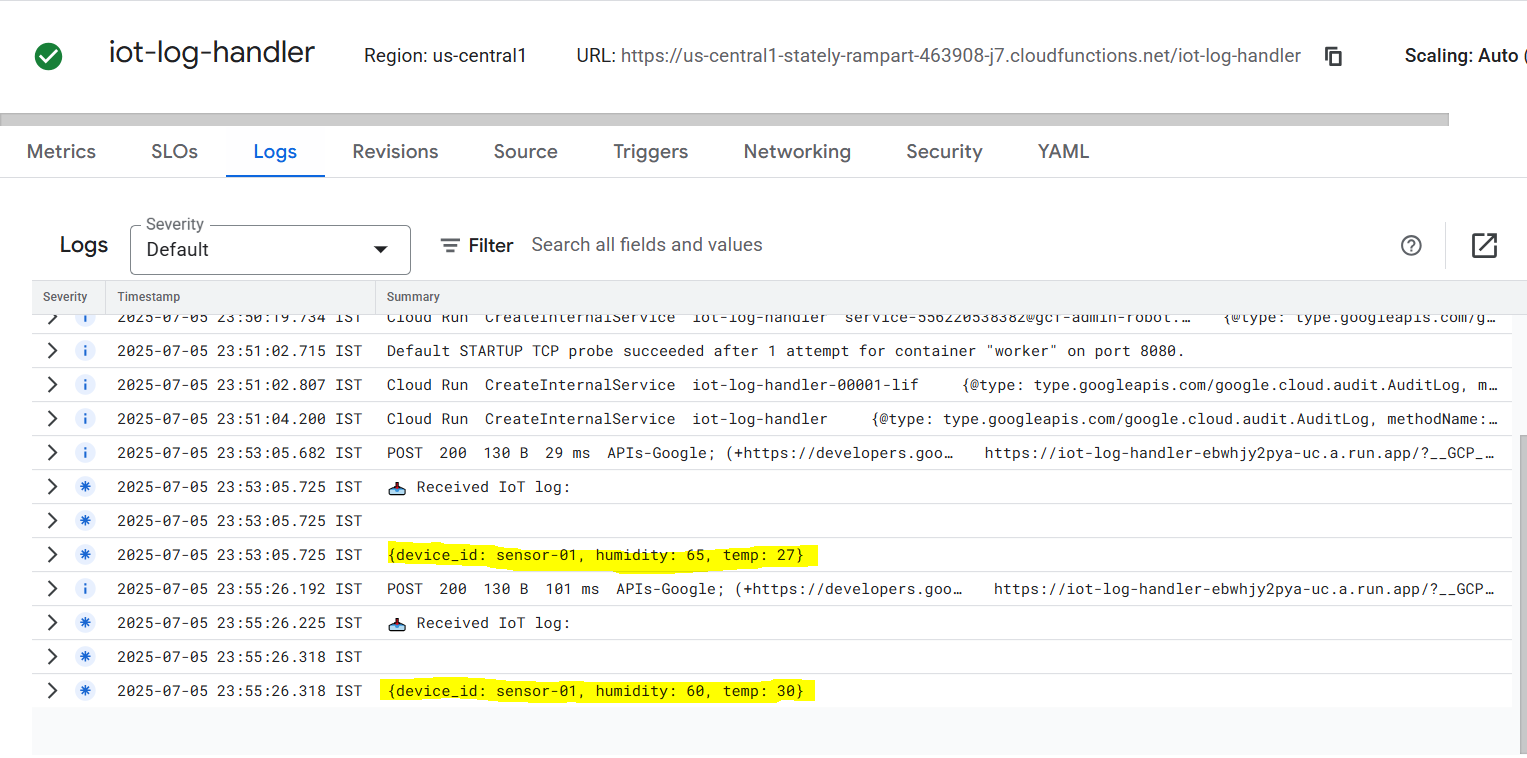 iot-log-handler Region: us-central1 URL: https://us-central1-stately-rampart-463908-j7.cloudfunctions.net/iot-log-handler Scaling: Auto (
Metrics SLOs Logs Revisions Source Triggers Networking Security YAML
Severity
Logs Default Filter Search all fields and values
Severity Timestamp Summary
2025-07-05 23:50:19.734 IST Cloud Run CreateInternalService iot-log-handler service-556220538382@gcf-admin-robot.… {@type: type.googleapis.com/g…
2025-07-05 23:51:02.715 IST Default STARTUP TCP probe succeeded after 1 attempt for container "worker" on port 8080.
2025-07-05 23:51:02.807 IST Cloud Run CreateInternalService iot-log-handler-00001-lif {@type: type.googleapis.com/google.cloud.audit.AuditLog, m…
2025-07-05 23:51:04.200 IST Cloud Run CreateInternalService iot-log-handler {@type: type.googleapis.com/google.cloud.audit.AuditLog, methodName:…
2025-07-05 23:53:05.682 IST POST 200 130 B 29 ms APIs-Google; (+https://developers.goo… https://iot-log-handler-ebwhjy2pya-uc.a.run.app/?__GCP_…
2025-07-05 23:53:05.725 IST 📥 Received IoT log:
2025-07-05 23:53:05.725 IST
2025-07-05 23:53:05.725 IST {device_id: sensor-01, humidity: 65, temp: 27}
2025-07-05 23:55:26.192 IST POST 200 130 B 101 ms APIs-Google; (+https://developers.goo… https://iot-log-handler-ebwhjy2pya-uc.a.run.app/?__GCP…
2025-07-05 23:55:26.225 IST 📥 Received IoT log:
2025-07-05 23:55:26.318 IST
2025-07-05 23:55:26.318 IST {device_id: sensor-01, humidity: 60, temp: 30}